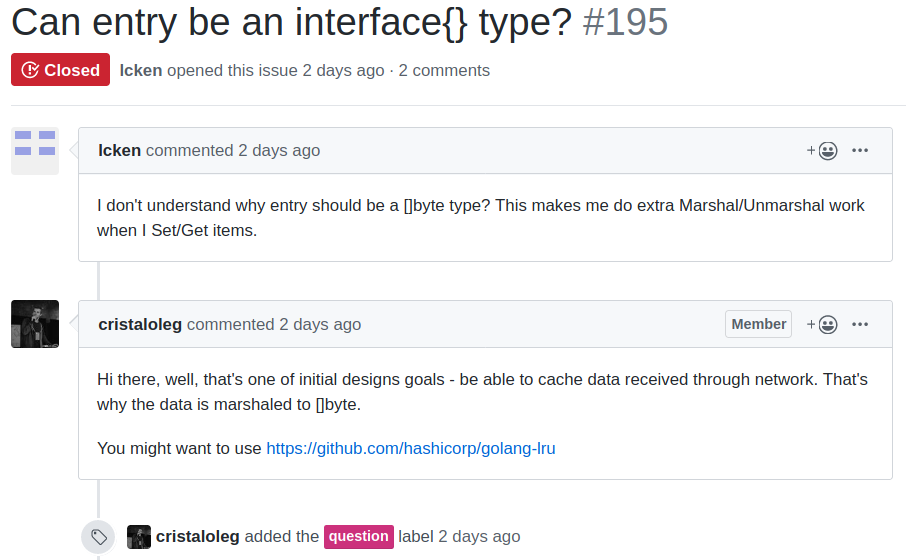 Can entry be an interface{} type? #195
Closed lcken opened this issue 2 days ago · 2 comments
lcken commented 2 days ago
I don't understand why entry should be a []byte type? This makes me do extra Marshal/Unmarshal work
when I Set/Get items.
cristaloleg commented 2 days ago
Member
Hi there, well, that's one of initial designs goals - be able to cache data received through network. That's
why the data is marshaled to []byte.
You might want to use https://github.com/hashicorp/golang-lru
cristaloleg added the question label 2 days ago